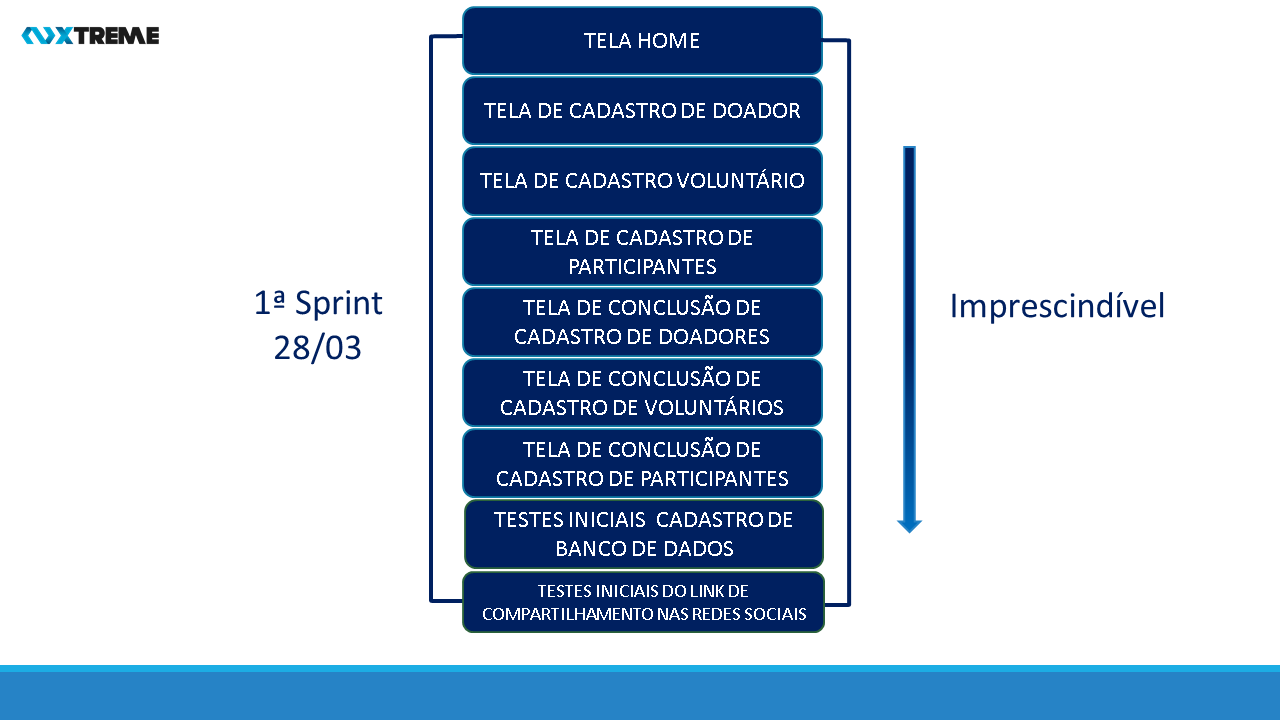 XTREME
TELA HOME
TELA DE CADASTRO DE DOADOR
TELA DE CADASTRO VOLUNTÁRIO
TELA DE CADASTRO DE
PARTICIPANTES
TELA DE CONCLUSÃO DE
CADASTRO DE DOADORES
TELA DE CONCLUSÃO DE
CADASTRO DE VOLUNTÁRIOS
TELA DE CONCLUSÃO DE
CADASTRO DE PARTICIPANTES
TESTES INICIAIS CADASTRO DE
BANCO DE DADOS
TESTES INICIAIS DO LINK DE
COMPARTILHAMENTO NAS REDES SOCIAIS
1ª Sprint
28/03
Imprescindível